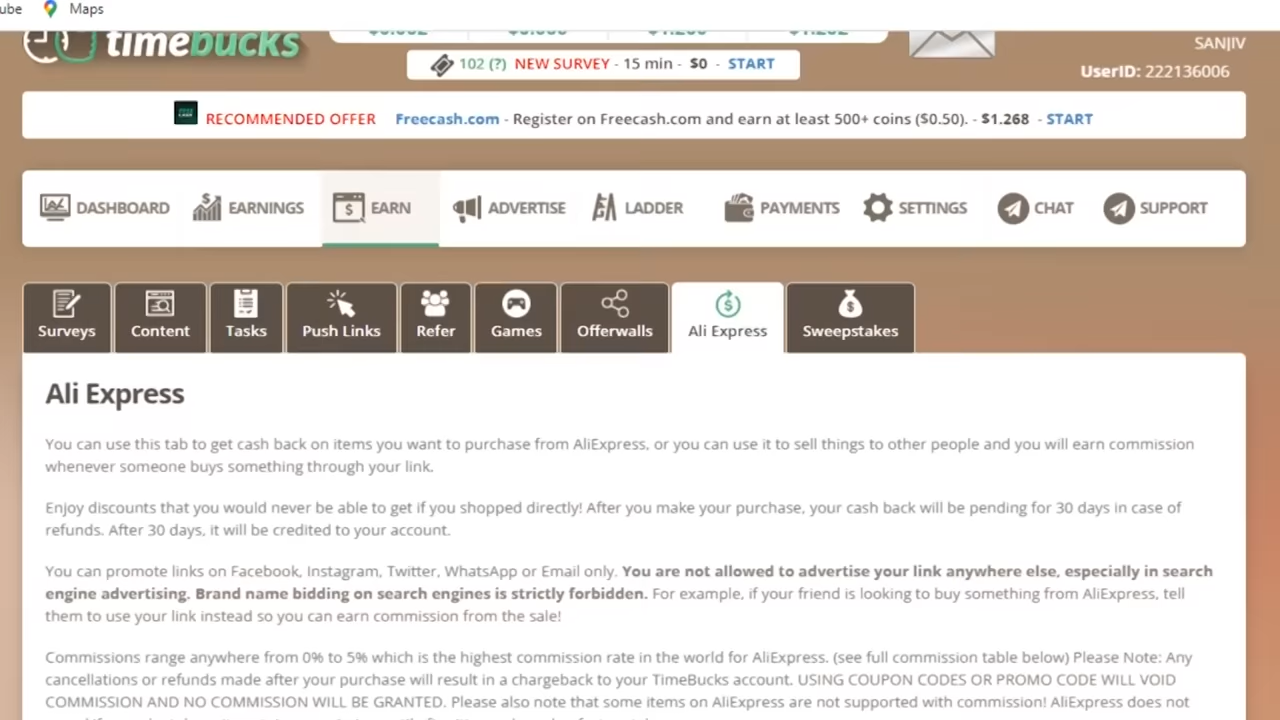 ube Maps
timebucks
102 (?) NEW SURVEY - 15 min - $0 - START
SANJIV
UserID: 222136006
RECOMMENDED OFFER Freecash.com - Register on Freecash.com and earn at least 500+ coins ($0.50). - $1.268 - START
DASHBOARD EARNINGS EARN ADVERTISE LADDER PAYMENTS SETTINGS CHAT SUPPORT
Surveys Content Tasks Push Links Refer Games Offerwalls Ali Express Sweepstakes
Ali Express
You can use this tab to get cash back on items you want to purchase from AliExpress, or you can use it to sell things to other people and you will earn commission
whenever someone buys something through your link.
Enjoy discounts that you would never be able to get if you shopped directly! After you make your purchase, your cash back will be pending for 30 days in case of
refunds. After 30 days, it will be credited to your account.
You can promote links on Facebook, Instagram, Twitter, WhatsApp or Email only. You are not allowed to advertise your link anywhere else, especially in search
engine advertising. Brand name bidding on search engines is strictly forbidden. For example, if your friend is looking to buy something from AliExpress, tell
them to use your link instead so you can earn commission from the sale!
Commissions range anywhere from 0% to 5% which is the highest commission rate in the world for AliExpress. (see full commission table below) Please Note: Any
cancellations or refunds made after your purchase will result in a chargeback to your TimeBucks account. USING COUPON CODES OR PROMO CODE WILL VOID
COMMISSION AND NO COMMISSION WILL BE GRANTED. Please also note that some items on AliExpress are not supported with commission! AliExpress does not